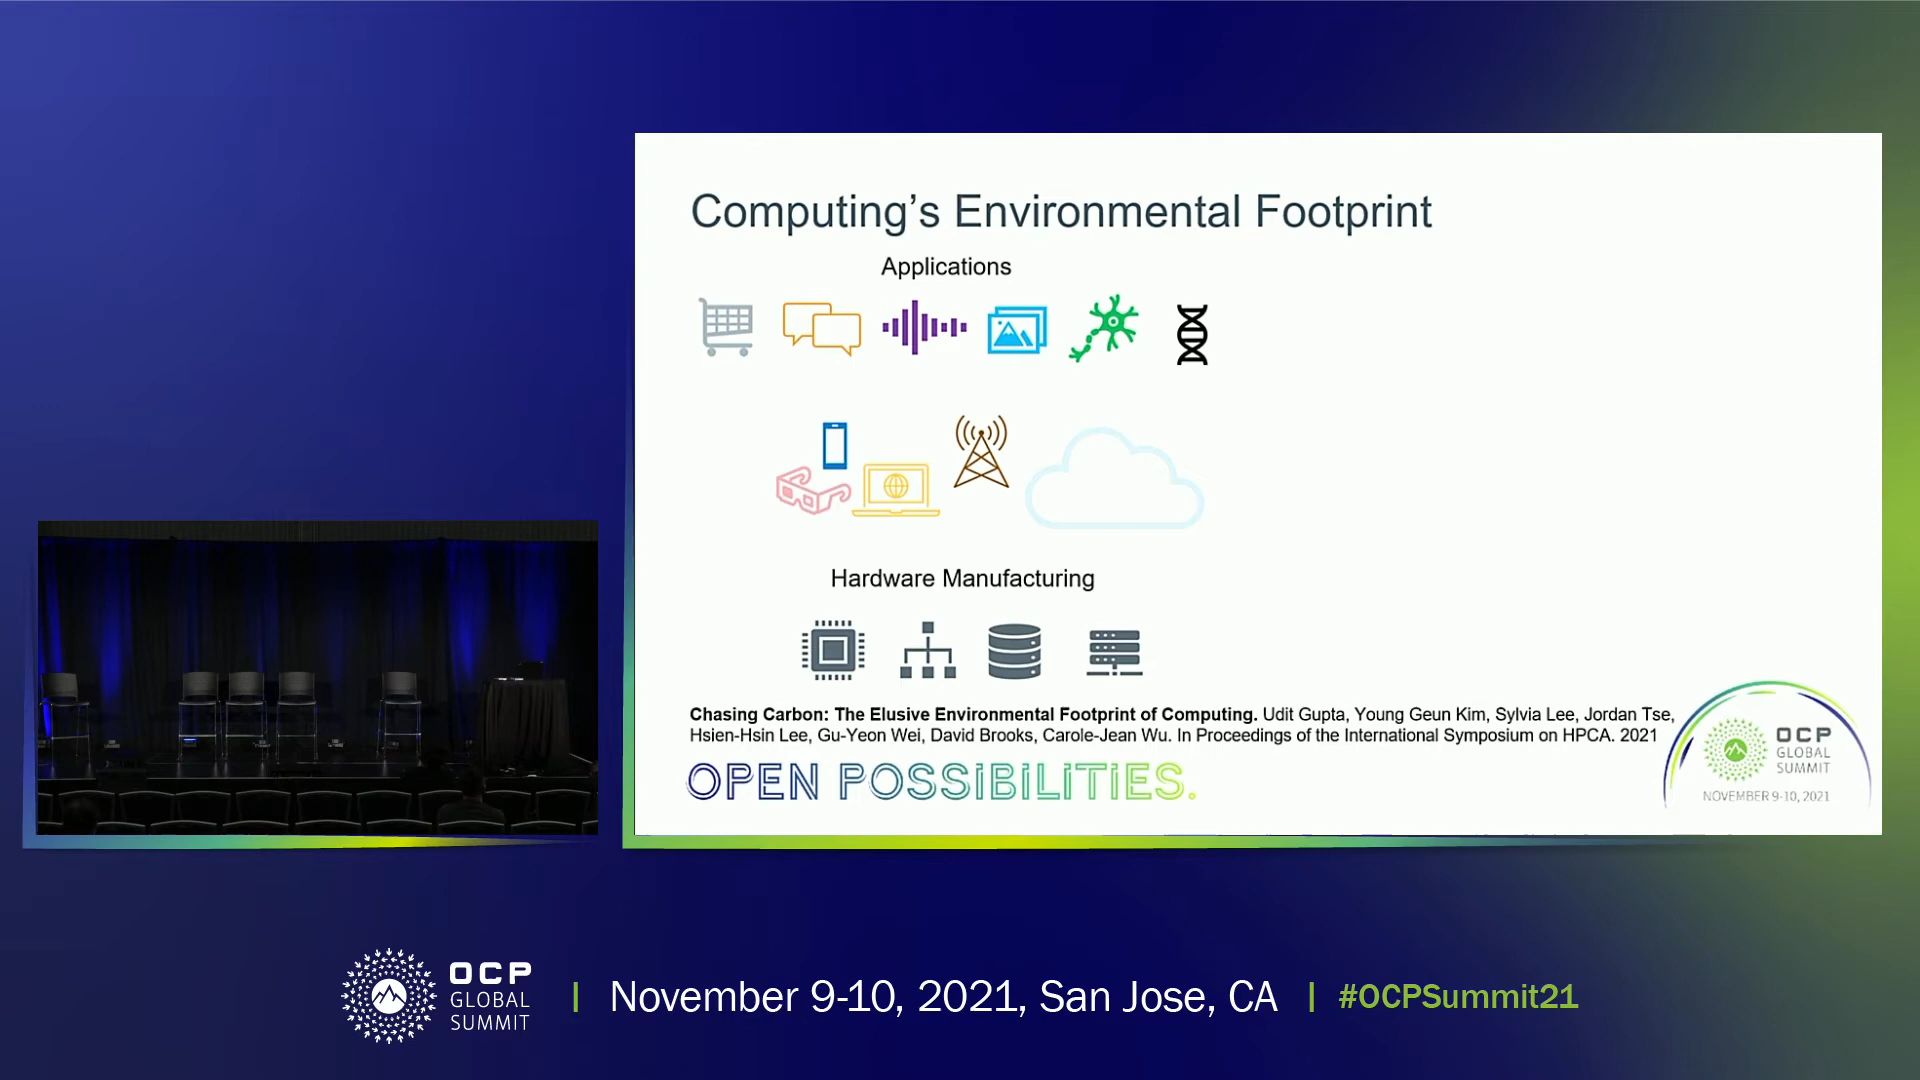 Computing's Environmental Footprint
Applications
Hardware Manufacturing
Chasing Carbon: The Elusive Environmental Footprint of Computing. Udit Gupta, Young Geun Kim, Sylvia Lee, Jordan Tse,
Hsien-Hsin Lee, Gu-Yeon Wei, David Brooks, Carole-Jean Wu. In Proceedings of the International Symposium on HPCA. 2021
OPEN POSSIBILITIES.
OCP
GLOBAL
SUMMIT
NOVEMBER 9-10, 2021
OCP
GLOBAL
SUMMIT
November 9-10, 2021, San Jose, CA
#OCPSummit21